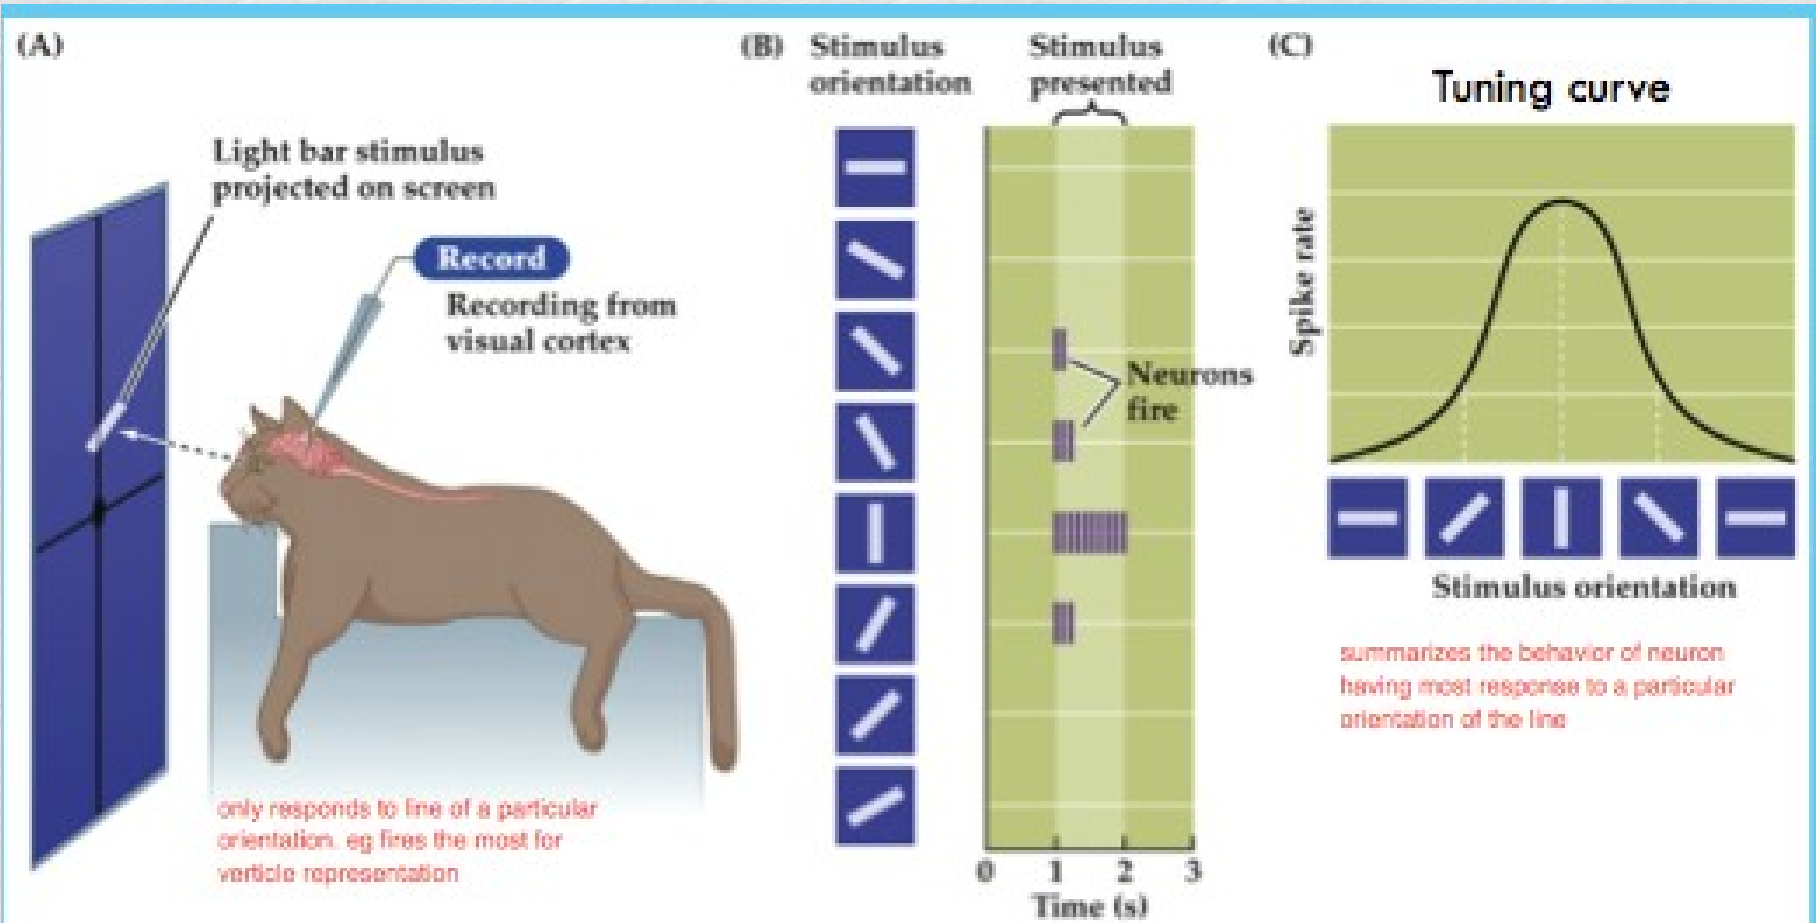 (A)
Light bar stimulus
projected on screen
Record
Recording from
visual cortex
only responds to line of a particular
orientation. eg fires the most for
verticle representation
(B)
Stimulus
orientation
Stimulus
presented
Neurons
fire
0 1 2 3
Time (s)
(C)
Tuning curve
Spike rate
Stimulus orientation
summarizes the behavior of neuron
having most response to a particular
orientation of the line